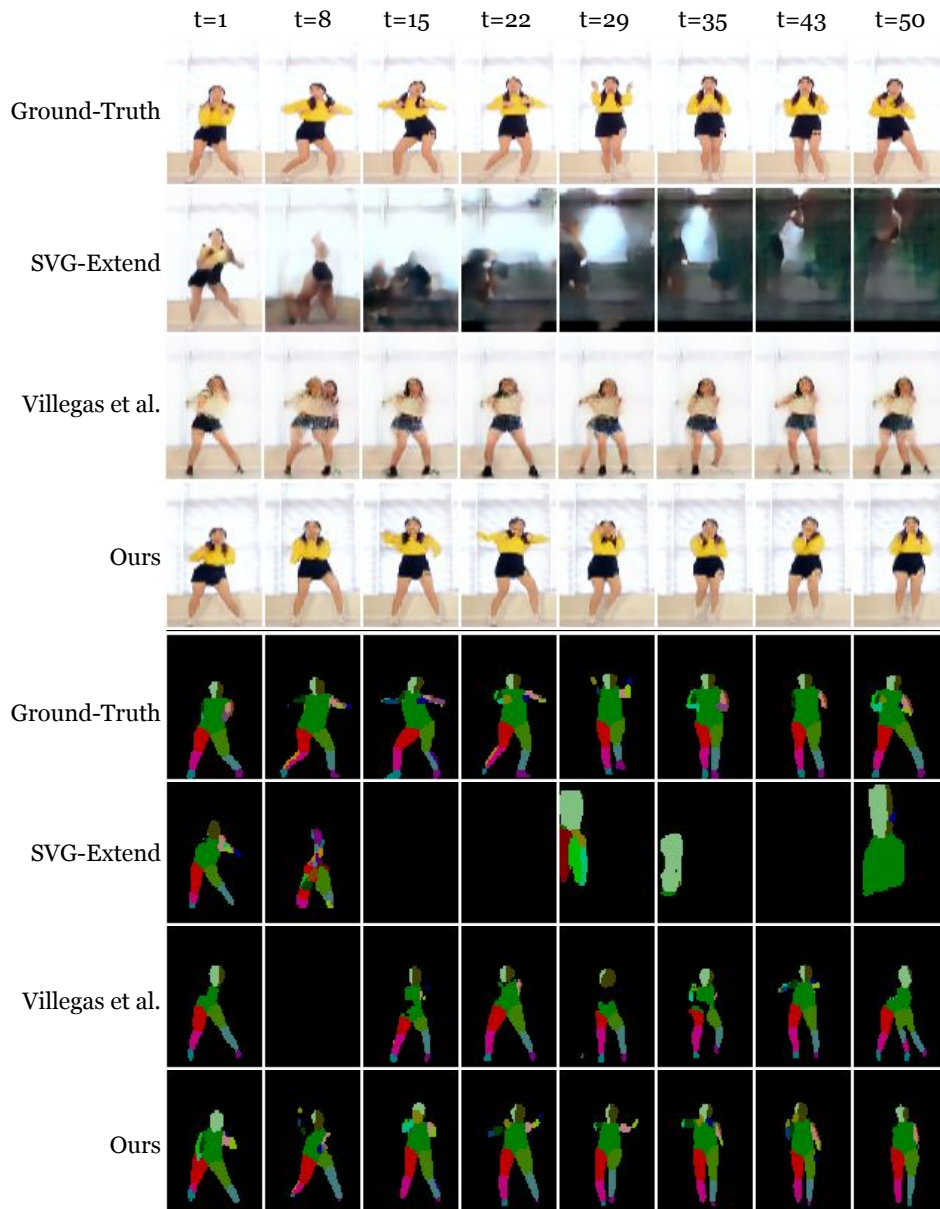 t=1 t=8 t=15 t=22 t=29 t=35 t=43 t=50
Ground-Truth
SVG-Extend
Villegas et al.
Ours
Ground-Truth
SVG-Extend
Villegas et al.
Ours